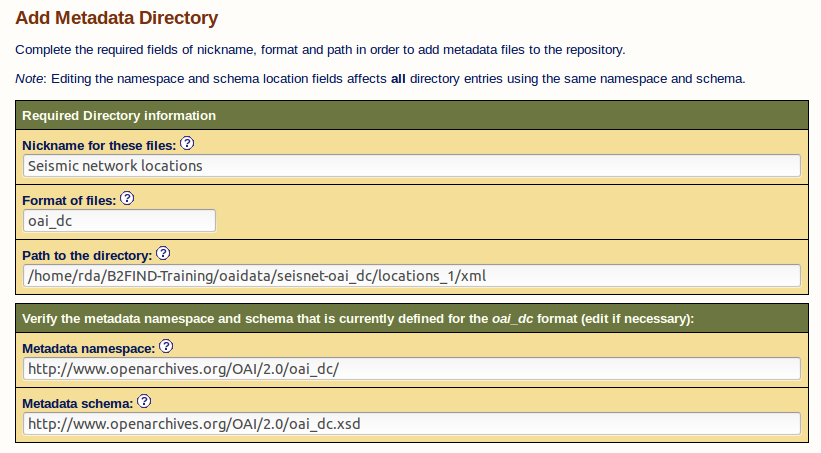 Add Metadata Directory
Complete the required fields of nickname, format and path in order to add metadata files to the repository.
Note: Editing the namespace and schema location fields affects all directory entries using the same namespace and schema.
Required Directory information
Nickname for these files: ?
Seismic network locations
Format of files: ?
oai_dc
Path to the directory: ?
/home/rda/B2FIND-Training/oaidata/seisnet-oai_dc/locations_1/xml
Verify the metadata namespace and schema that is currently defined for the oai_dc format (edit if necessary):
Metadata namespace: ?
http://www.openarchives.org/OAI/2.0/oai_dc/
Metadata schema: ?
http://www.openarchives.org/OAI/2.0/oai_dc.xsd